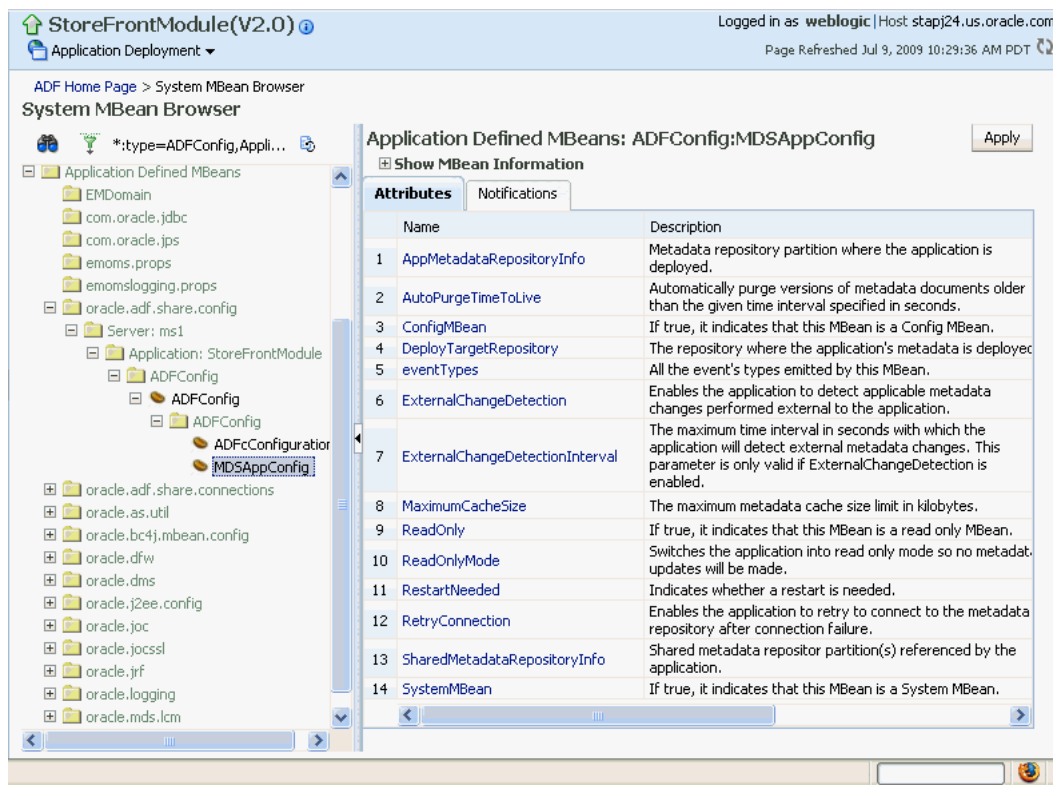 StoreFrontModule(V2.0)
Logged in as weblogic|Host stapj24.us.oracle.com
Application Deployment
Page Refreshed Jul 9, 2009 10:29:36 AM PDT
ADF Home Page > System MBean Browser
System MBean Browser
*:type=ADFConfig,Appli...
Application Defined MBeans
EMDomain
com.oracle.jdbc
com.oracle.jps
emoms.props
emomslogging.props
oracle.adf.share.config
Server: ms1
Application: StoreFrontModule
ADFConfig
ADFConfig
ADFConfig
ADFcConfiguration
MDSAppConfig
oracle.adf.share.connections
oracle.as.util
oracle.bc4j.mbean.config
oracle.dfw
oracle.dms
oracle.j2ee.config
oracle.joc
oracle.jocssl
oracle.jrf
oracle.logging
oracle.mds.lcm
Application Defined MBeans: ADFConfig:MDSAppConfig
Apply
Show MBean Information
Attributes
Notifications
Name
Description
1 AppMetadataRepositoryInfo
Metadata repository partition where the application is
deployed.
2 AutoPurgeTimeToLive
Automatically purge versions of metadata documents older
than the given time interval specified in seconds.
3 ConfigMBean
If true, it indicates that this MBean is a Config MBean.
4 DeployTargetRepository
The repository where the application's metadata is deployed
5 eventTypes
All the event's types emitted by this MBean.
6 ExternalChangeDetection
Enables the application to detect applicable metadata
changes performed external to the application.
7 ExternalChangeDetectionInterval
The maximum time interval in seconds with which the
application will detect external metadata changes. This
parameter is only valid if ExternalChangeDetection is
enabled.
8 MaximumCacheSize
The maximum metadata cache size limit in kilobytes.
9 ReadOnly
If true, it indicates that this MBean is a read only MBean.
10 ReadOnlyMode
Switches the application into read only mode so no metadat
updates will be made.
11 RestartNeeded
Indicates whether a restart is needed.
12 RetryConnection
Enables the application to retry to connect to the metadata
repository after connection failure.
13 SharedMetadataRepositoryInfo
Shared metadata repositor partition(s) referenced by the
application.
14 SystemMBean
If true, it indicates that this MBean is a System MBean.